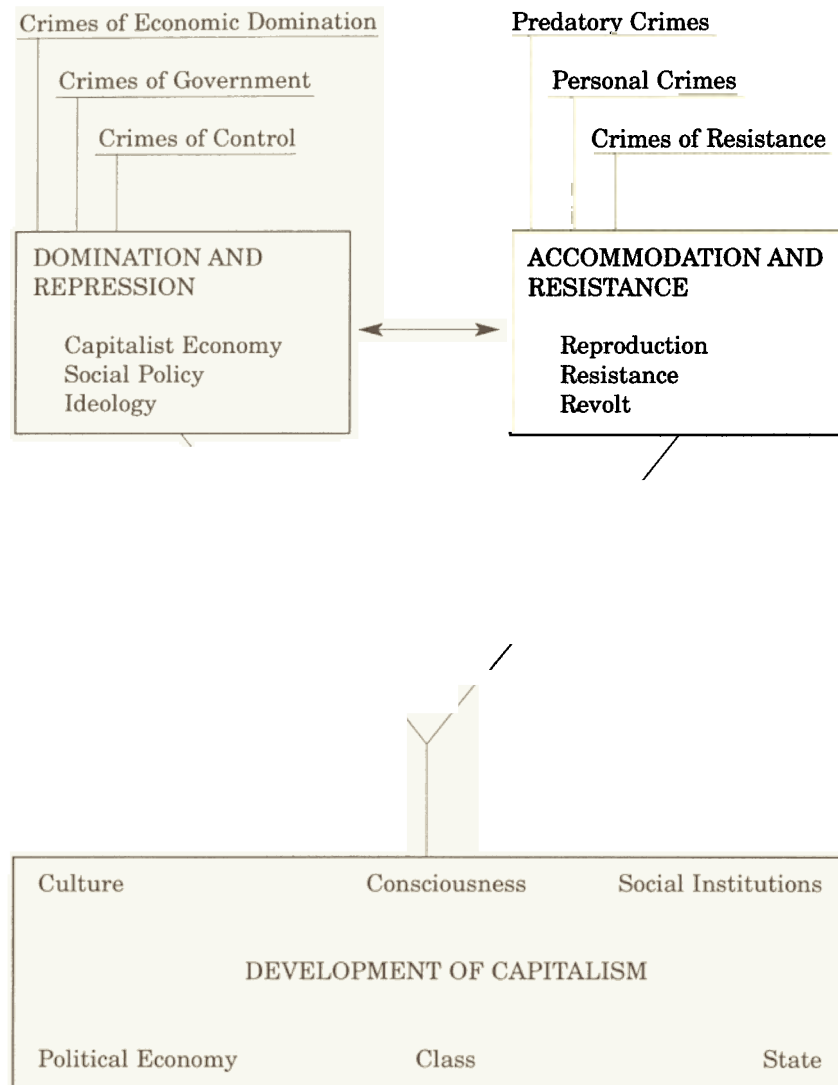 Crimes of Economic Domination
Crimes of Government
Crimes of Control
DOMINATION AND
REPRESSION
Capitalist Economy
Social Policy
Ideology
Predatory Crimes
Personal Crimes
Crimes of Resistance
ACCOMMODATION AND
RESISTANCE
Reproduction
Resistance
Revolt
Culture Consciousness Social Institutions
DEVELOPMENT OF CAPITALISM
Political Economy Class State